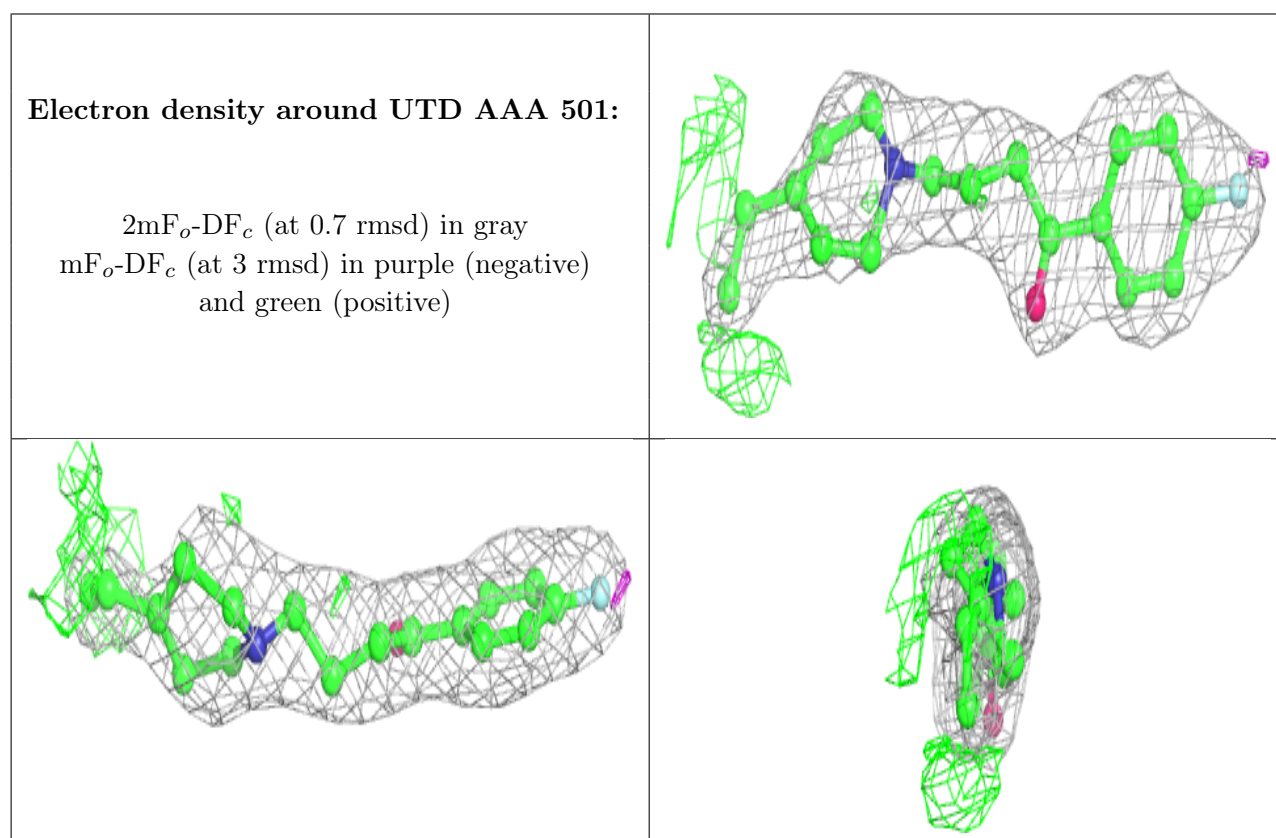 Electron density around UTD AAA 501:
2mFo-DFc (at 0.7 rmsd) in gray
mFo-DFc (at 3 rmsd) in purple (negative)
and green (positive)